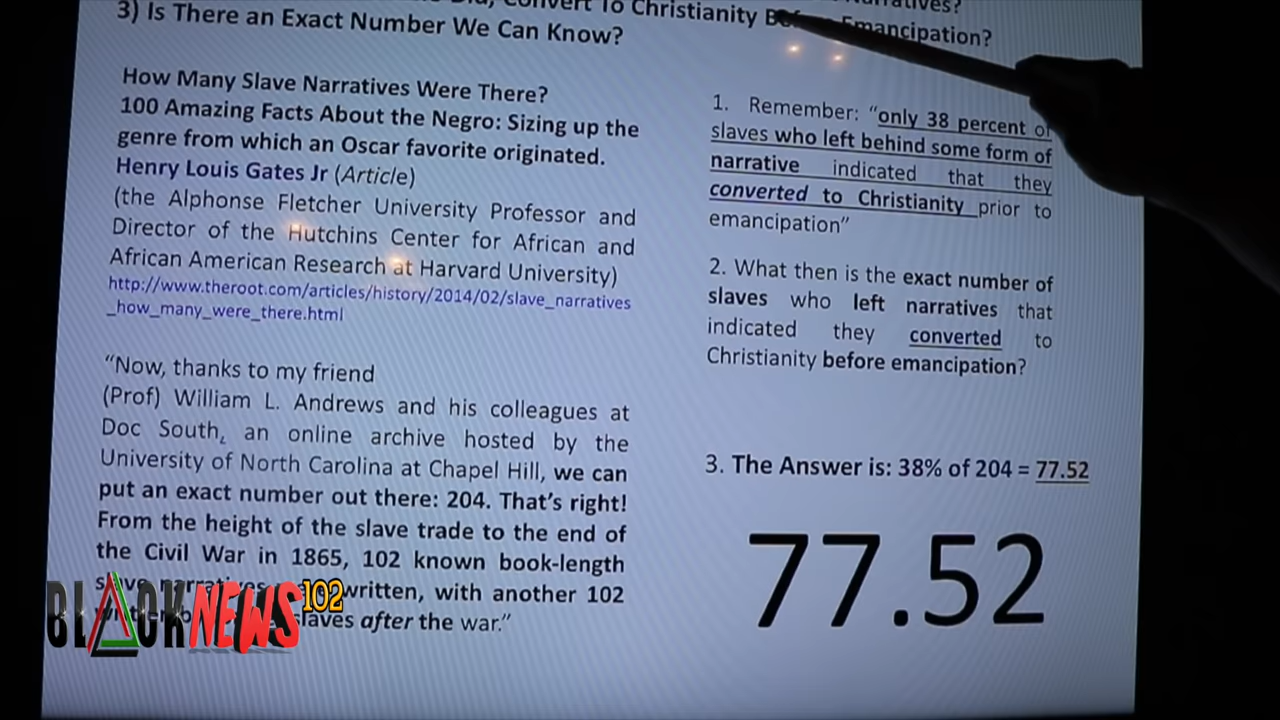 Convert To Christianity Emancipation?
3) Is There an Exact Number We Can Know?
How Many Slave Narratives Were There?
100 Amazing Facts About the Negro: Sizing up the
genre from which an Oscar favorite originated.
Henry Louis Gates Jr (Article)
(the Alphonse Fletcher University Professor and
Director of the Hutchins Center for African and
African American Research at Harvard University)
http://www.theroot.com/articles/history/2014/02/slave_narratives
_how_many_were_there.html
“Now, thanks to my friend
(Prof) William L. Andrews and his colleagues at
Doc South, an online archive hosted by the
University of North Carolina at Chapel Hill, we can
put an exact number out there: 204. That’s right!
From the height of the slave trade to the end of
the Civil War in 1865, 102 known book-length
written, with another 102
slaves after the war.”
BLACKNEWS102
1. Remember: “only 38 percent of
slaves who left behind some form of
narrative indicated that they
converted to Christianity prior to
emancipation”
2. What then is the exact number of
slaves who left narratives that
indicated they converted to
Christianity before emancipation?
3. The Answer is: 38% of 204 = 77.52
77.52